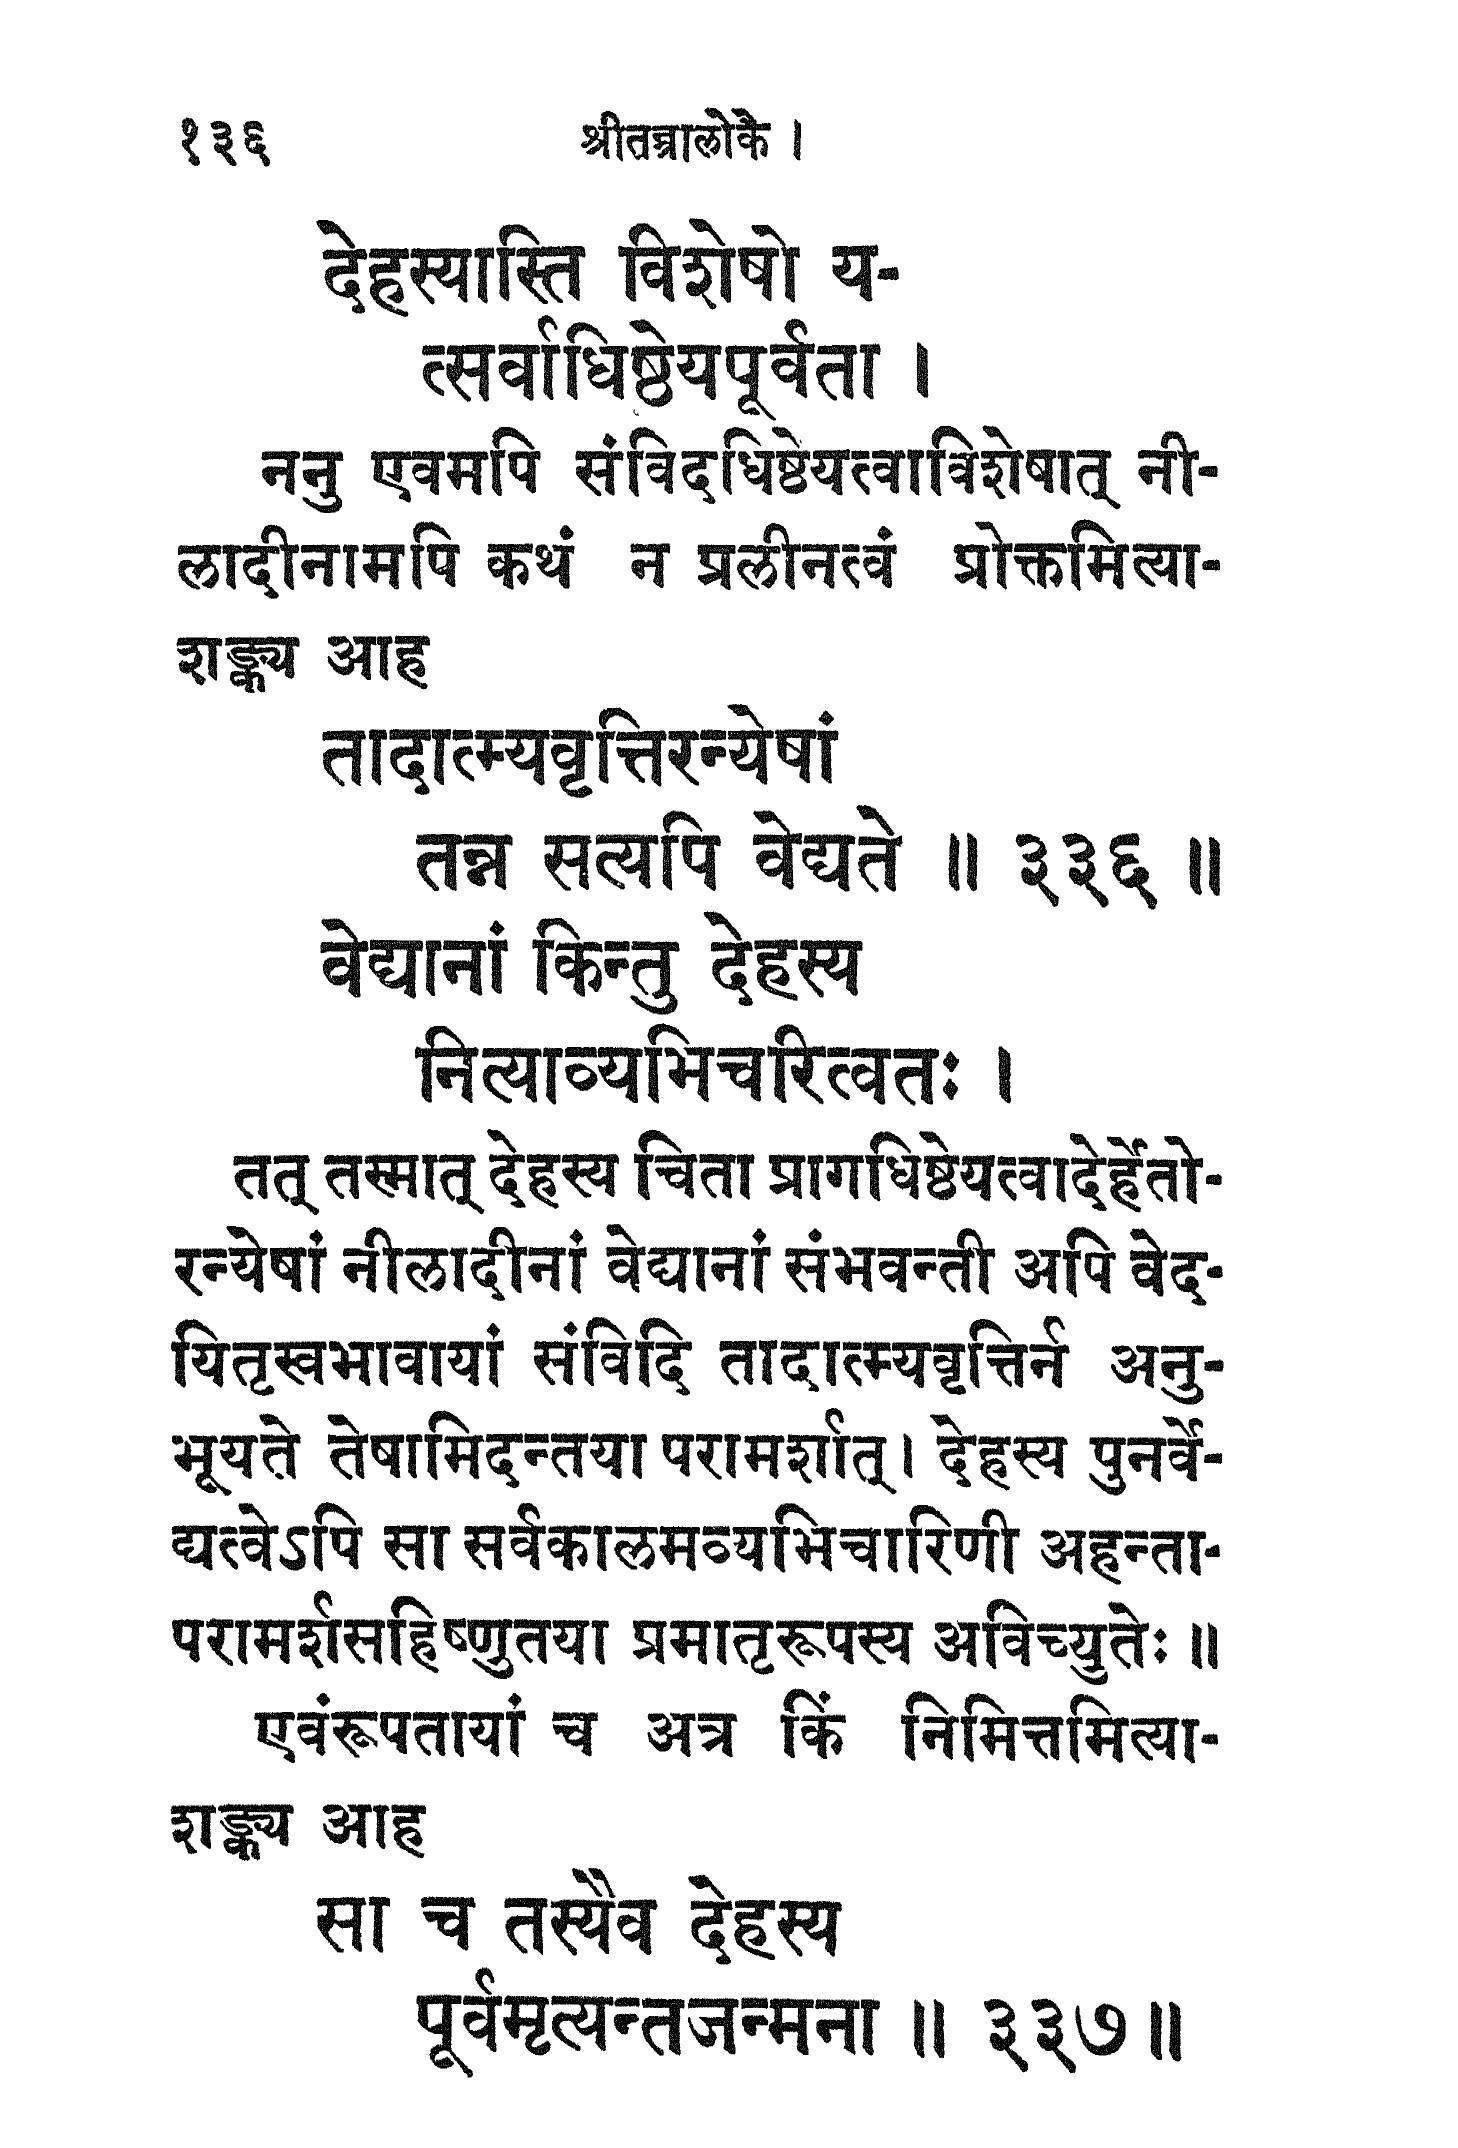 १३६ श्रीतन्त्रालोके ।
देहस्यास्ति विशेषो य-
त्सर्वाधिष्ठेयपूर्वता ।
ननु एवमपि संविदधिष्ठेयत्वाविशेषात् नी-
लादीनामपि कथं न प्रलीनत्वं प्रोक्तमित्या-
शङ्क्य आह
तादात्म्यवृत्तिरन्येषां
तन्न सत्यपि वेद्यते ॥ ३३६ ॥
वेद्यानां किन्तु देहस्य
नित्याव्यभिचरित्वतः ।
तत् तस्मात् देहस्य चिता प्रागधिष्ठेयत्वादेर्हेतो-
रन्येषां नीलादीनां वेद्यानां संभवन्ती अपि वेद-
यितृस्वभावायां संविदि तादात्म्यवृत्तिर्न अनु-
भूयते तेषामिदन्तया परामर्शात् । देहस्य पुनर्वे-
द्यत्वेऽपि सा सर्वकालमव्यभिचारिणी अहन्ता-
परामर्शसहिष्णुतया प्रमातृरूपस्य अविच्युतेः ॥
एवंरूपतायां च अत्र किं निमित्तमित्या-
शङ्क्य आह
सा च तस्यैव देहस्य
पूर्वमृत्यन्तजन्मना ॥ ३३७ ॥